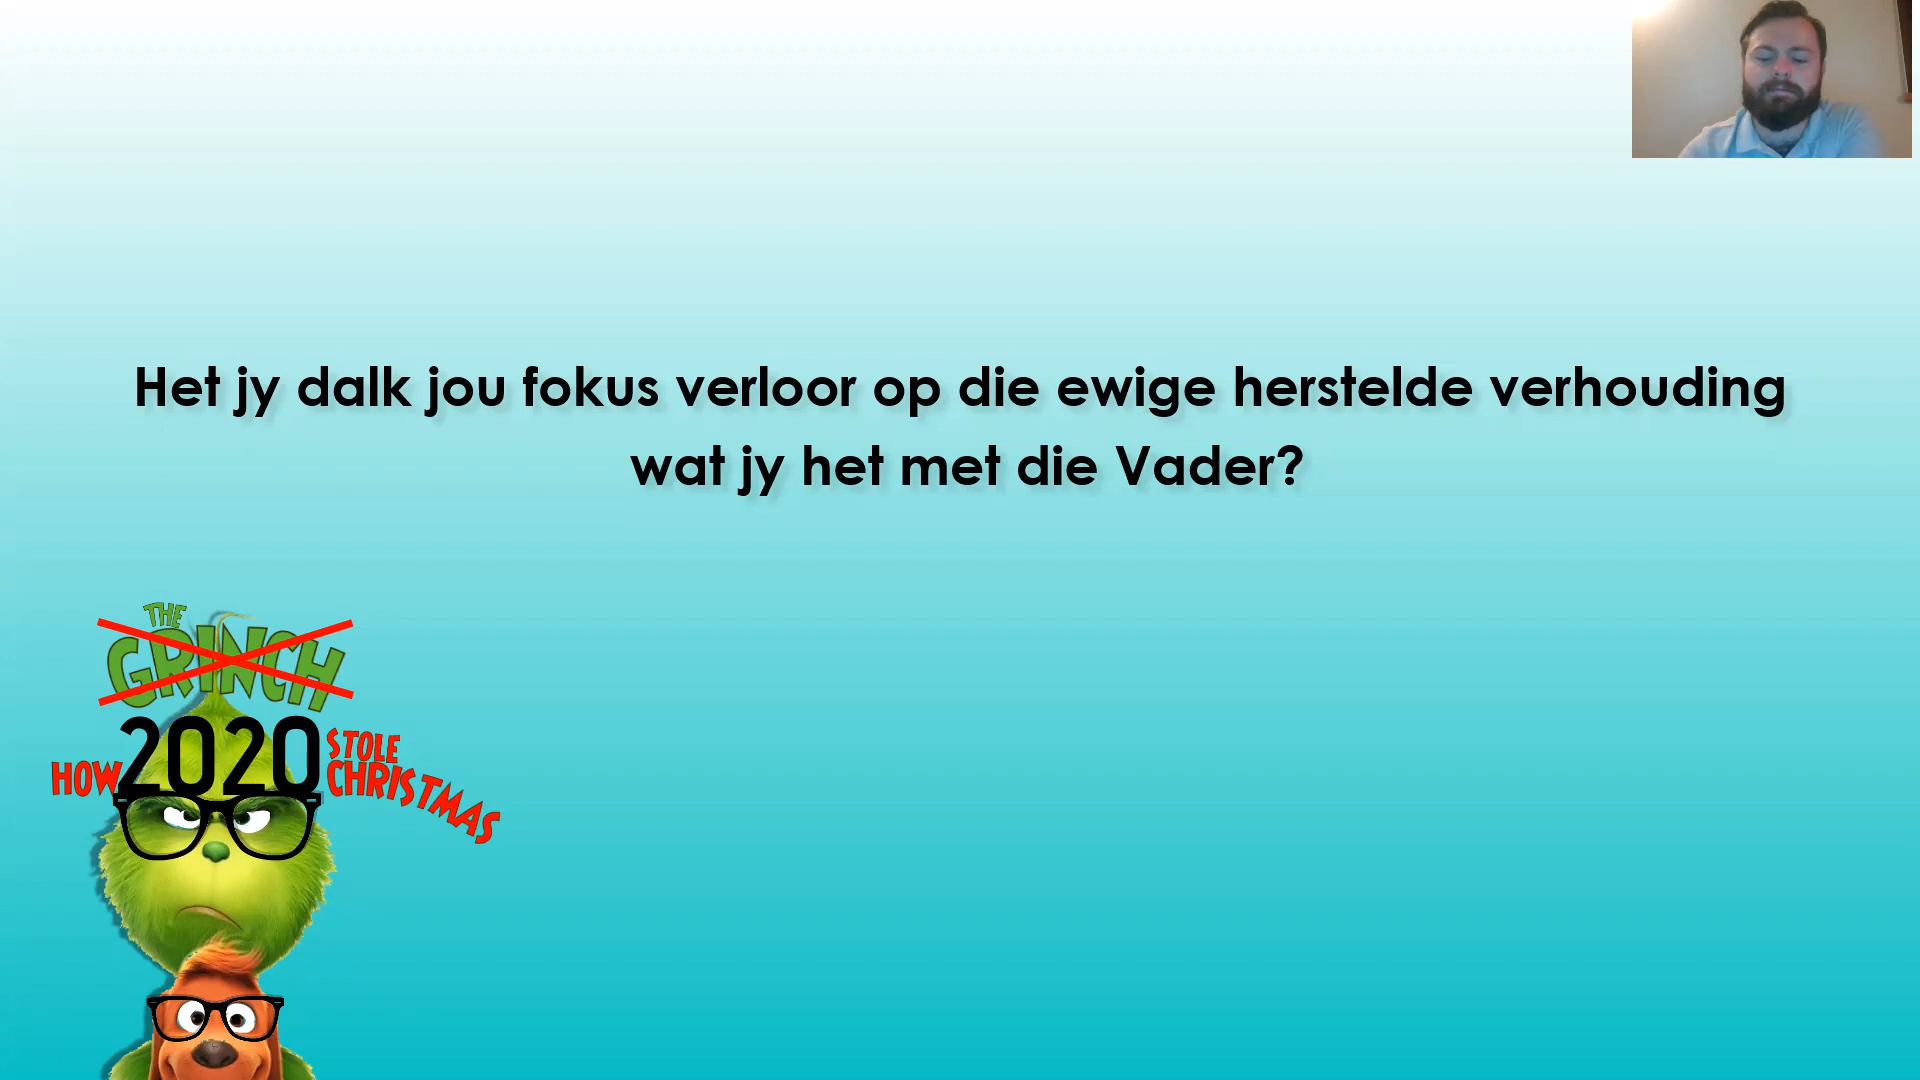 Het jy dalk jou fokus verloor op die ewige herstelde verhouding
wat jy het met die Vader?
THE
GRINCH
HOW 2020 STOLE
CHRISTMAS